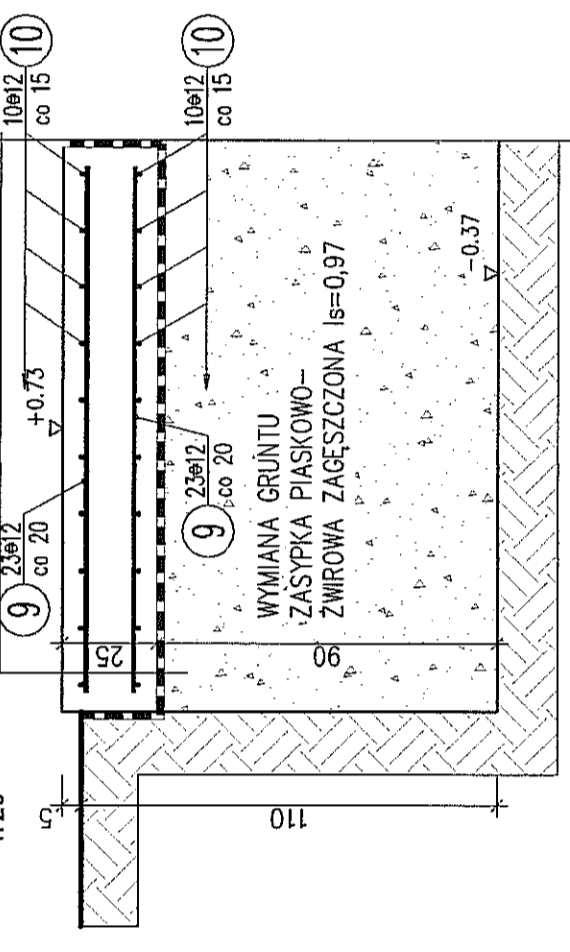 10ø12
co 15
10
10ø12
co 15
10
+0.73
9
23ø12
co 20
9
23ø12
co 20
WYMIANA GRUNTU
ZASYPKA PIASKOWO-
ŻWIROWA ZAGĘSZCZONA Is=0,97
-0.37
25
90
5
110